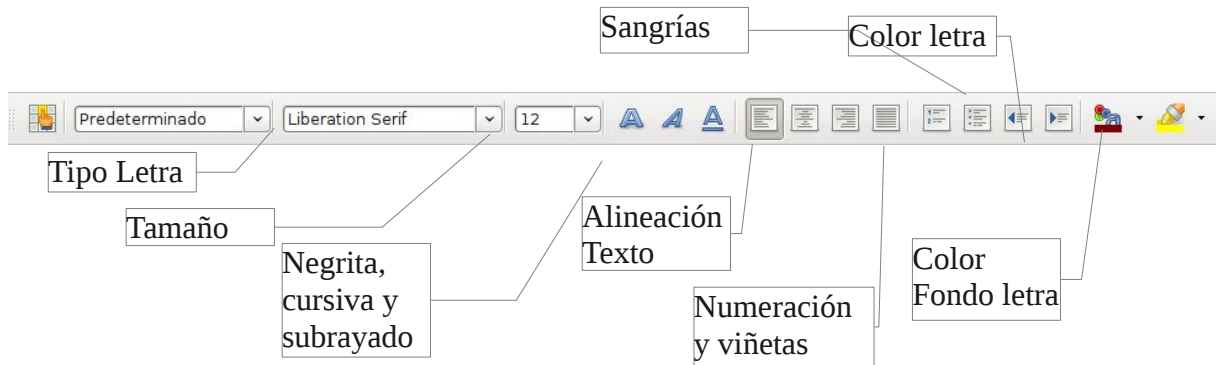 Sangrías
Color letra
Predeterminado
Liberation Serif
12
Tipo Letra
Tamaño
Negrita,
cursiva y
subrayado
Alineación
Texto
Numeración
y viñetas
Color
Fondo letra